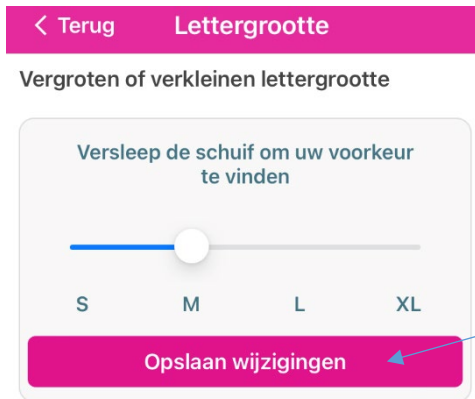 < Terug Lettergrootte
Vergroten of verkleinen lettergrootte
Versleep de schuif om uw voorkeur
te vinden
S M L XL
Opslaan wijzigingen